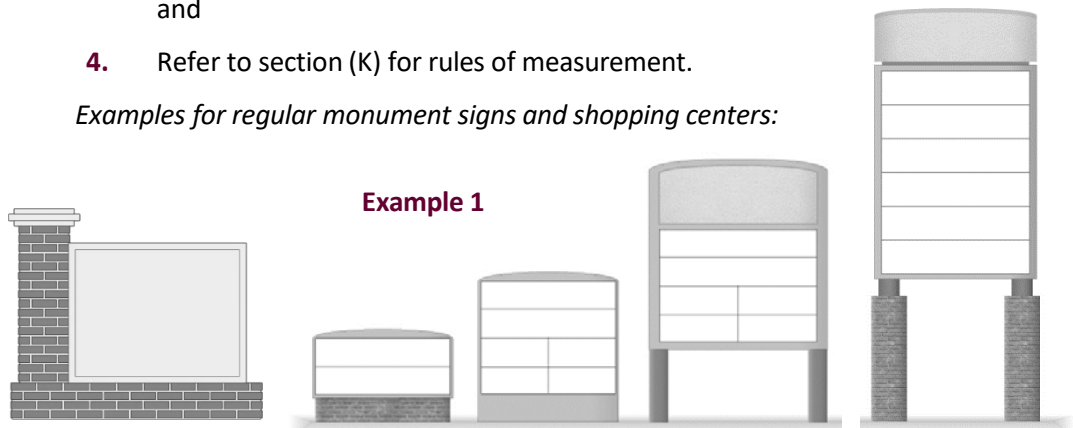 and
4. Refer to section (K) for rules of measurement.
Examples for regular monument signs and shopping centers:
Example 1